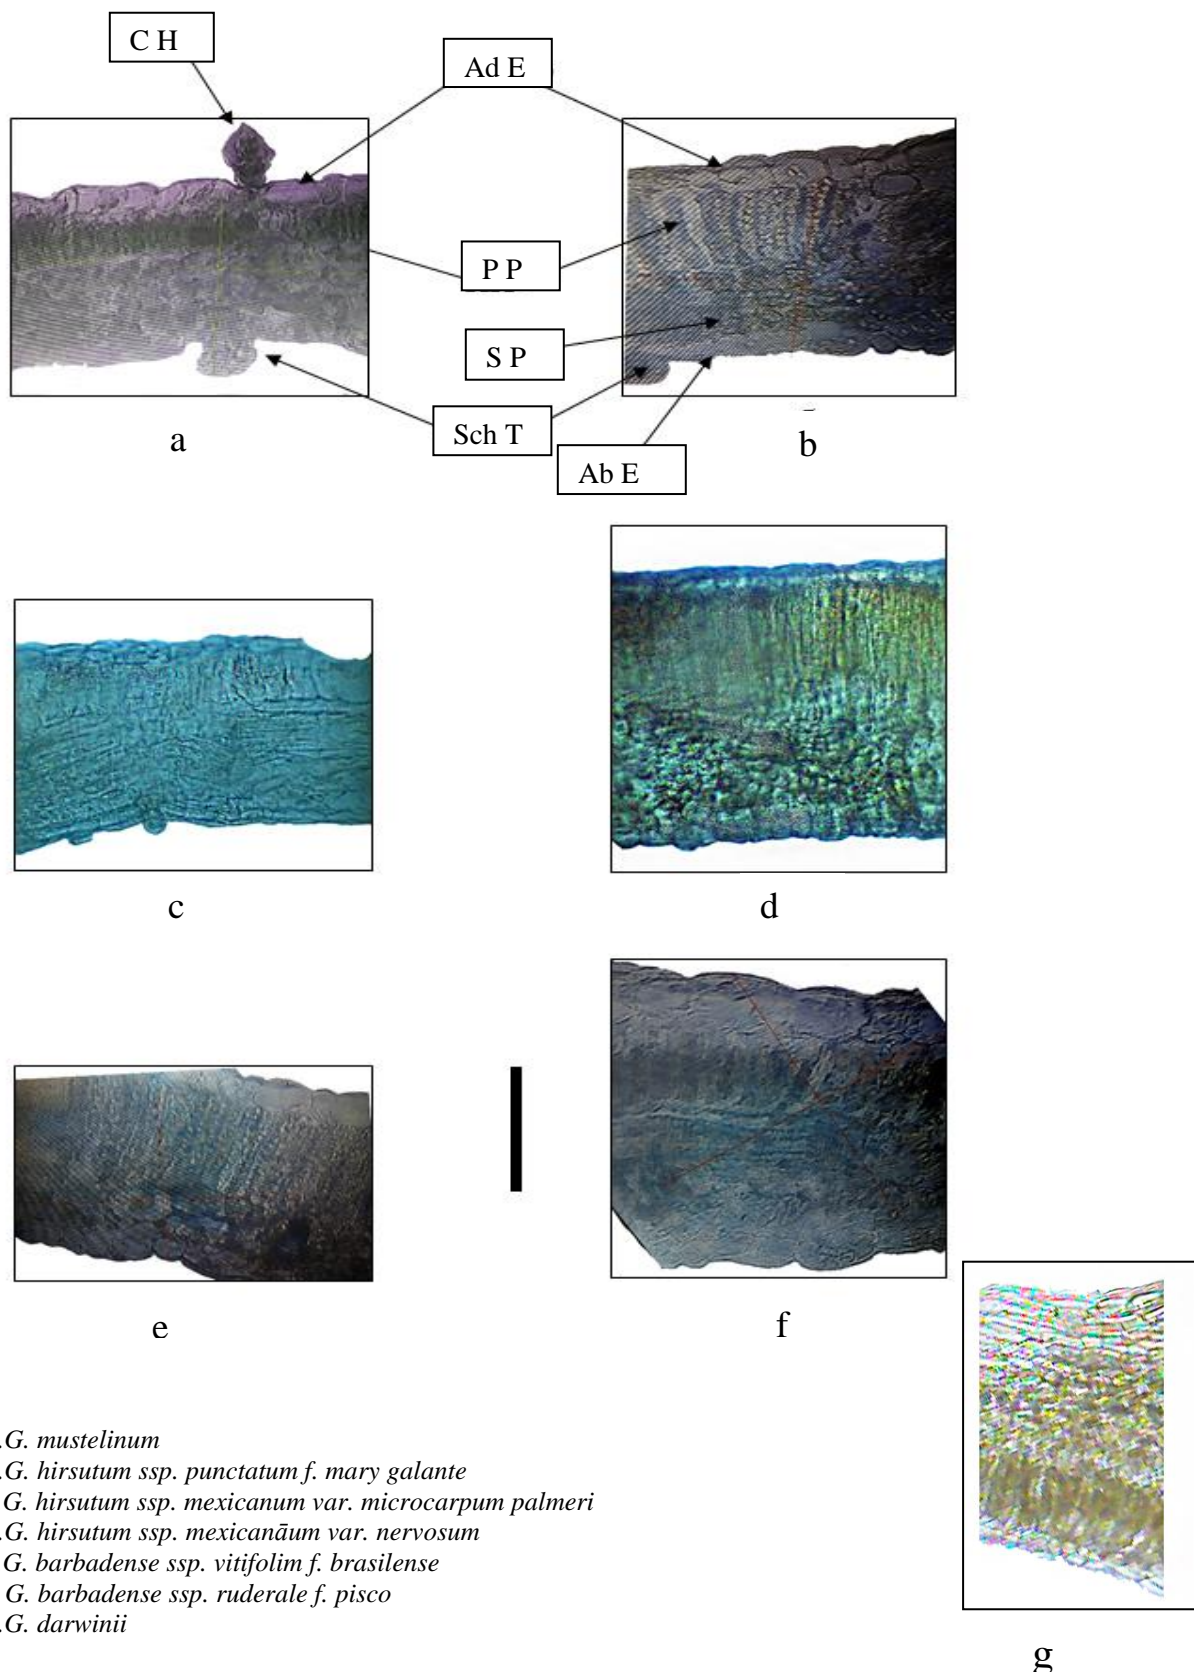 C H
Ad E
P P
S P
Sch T
Ab E
a
b
c
d
e
f
g
.G. mustelinum
.G. hirsutum ssp. punctatum f. mary galante
G. hirsutum ssp. mexicanum var. microcarpum palmeri
.G. hirsutum ssp. mexicanāum var. nervosum
G. barbadense ssp. vitifolim f. brasilense
G. barbadense ssp. ruderale f. pisco
.G. darwinii